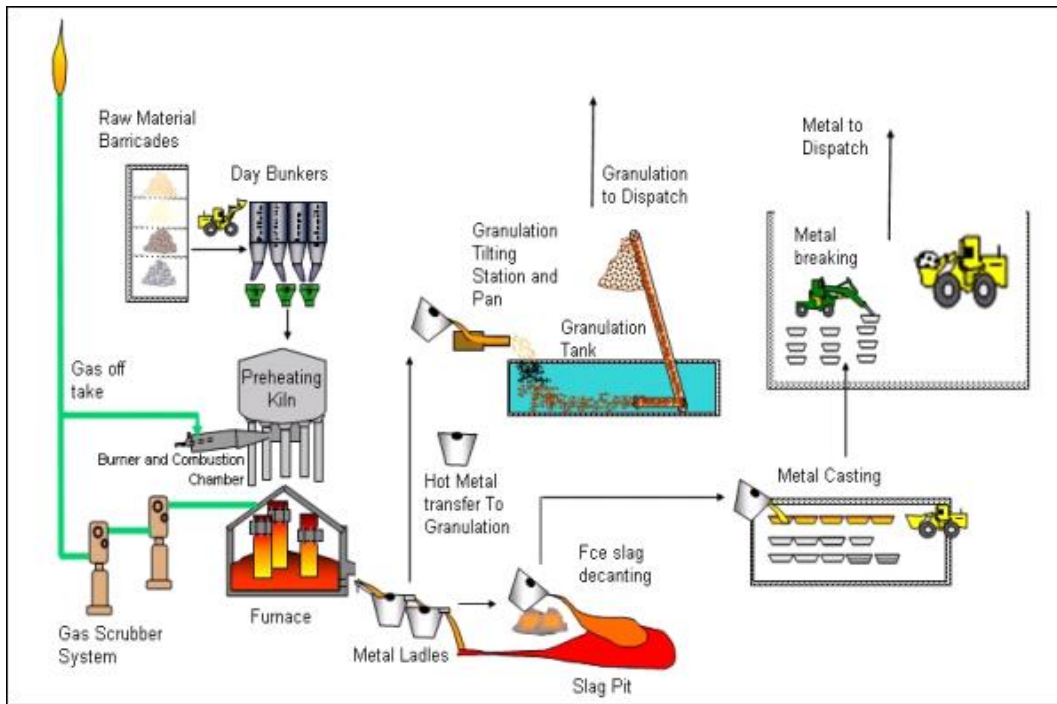 Raw Material
Barricades
Day Bunkers
Gas off
take
Preheating
Kiln
Burner and Combustion
Chamber
Furnace
Gas Scrubber
System
Metal Ladles
Hot Metal
transfer To
Granulation
Granulation
Tilting
Station and
Pan
Granulation
Tank
Granulation
to Dispatch
Fce slag
decanting
Slag Pit
Metal Casting
Metal
breaking
Metal to
Dispatch